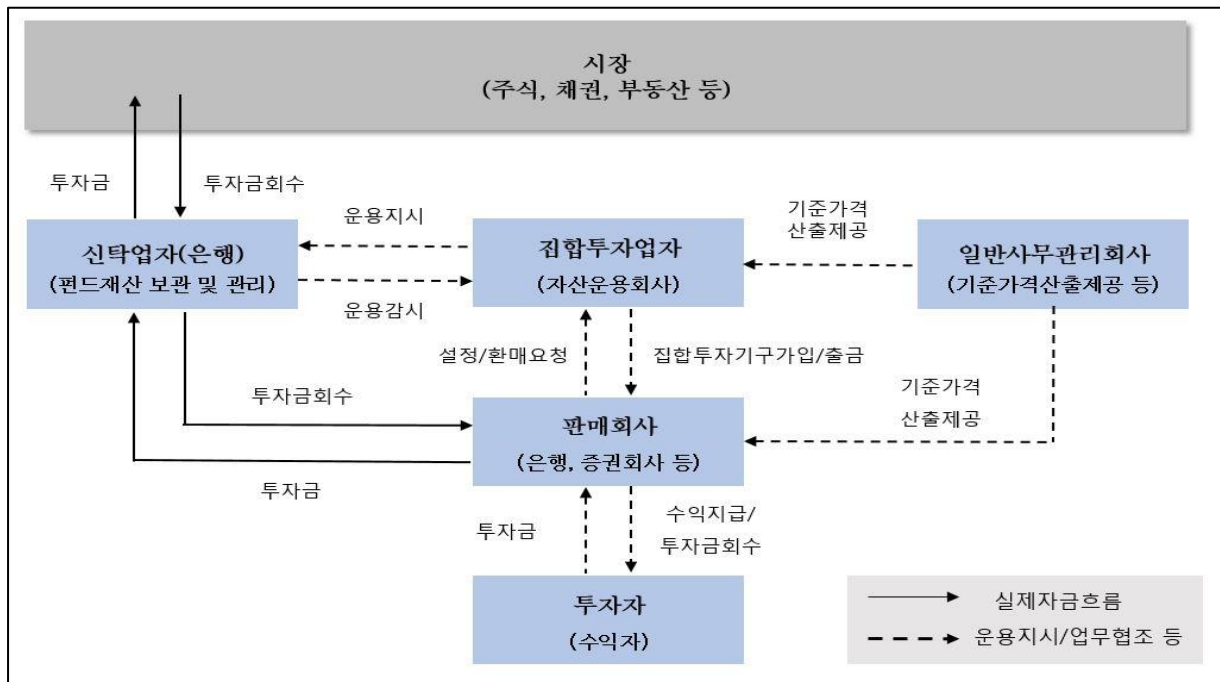 시장
(주식, 채권, 부동산 등)
투자금
투자금회수
운용지시
기준가격
산출제공
신탁업자(은행)
(펀드재산 보관 및 관리)
집합투자업자
(자산운용회사)
일반사무관리회사
(기준가격산출제공 등)
운용감시
설정/환매요청
집합투자기구가입/출금
투자금회수
기준가격
산출제공
판매회사
(은행, 증권회사 등)
투자금
투자금
수익지급/
투자금회수
투자자
(수익자)
실제자금흐름
운용지시/업무협조 등